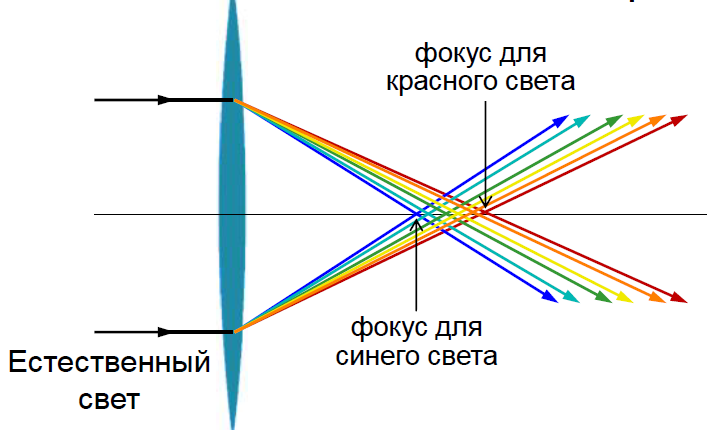 фокус для
красного света
фокус для
синего света
Естественный
свет